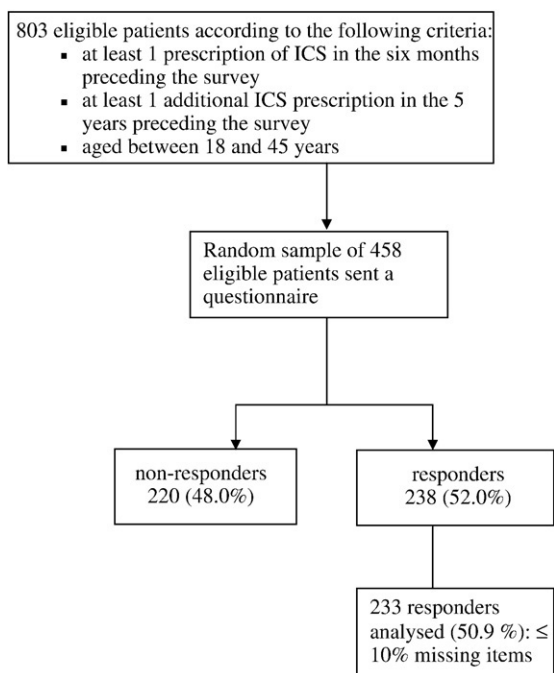 803 eligible patients according to the following criteria:
▪ at least 1 prescription of ICS in the six months
preceding the survey
▪ at least 1 additional ICS prescription in the 5
years preceding the survey
▪ aged between 18 and 45 years
Random sample of 458
eligible patients sent a
questionnaire
non-responders
220 (48.0%)
responders
238 (52.0%)
233 responders
analysed (50.9 %): ≤
10% missing items